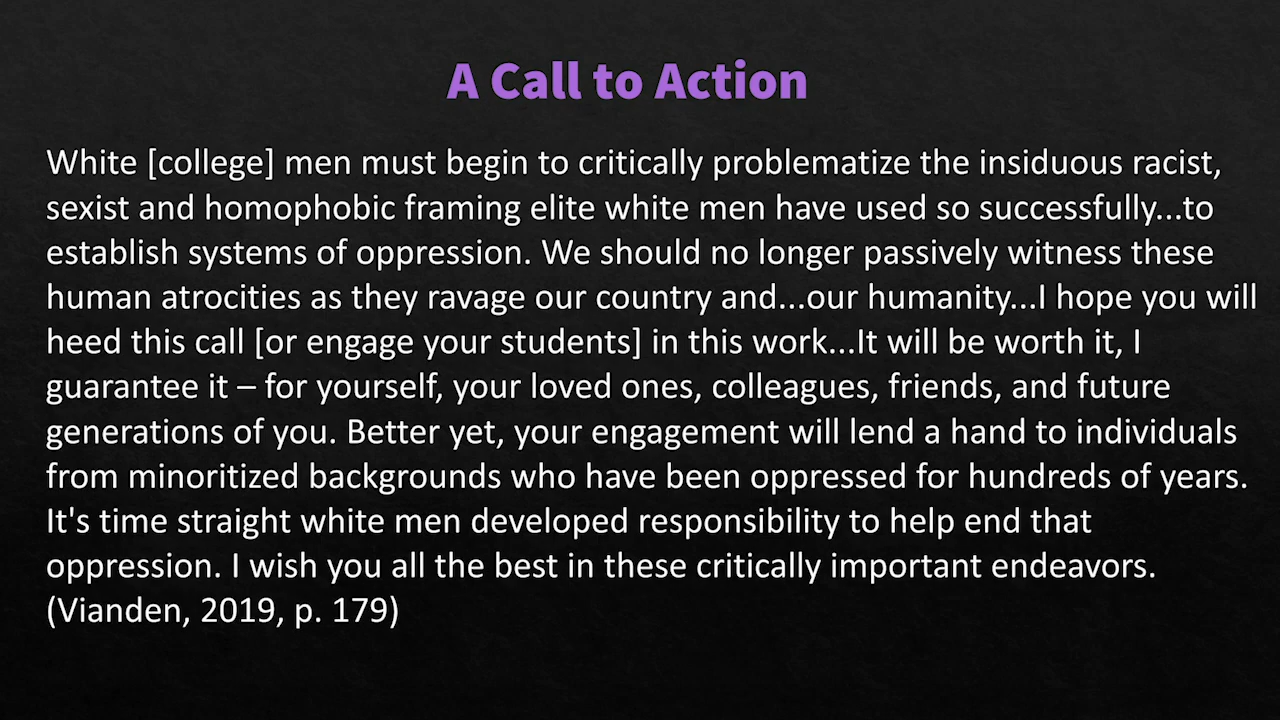 A Call to Action
White [college] men must begin to critically problematize the insiduous racist,
sexist and homophobic framing elite white men have used so successfully...to
establish systems of oppression. We should no longer passively witness these
human atrocities as they ravage our country and...our humanity...I hope you will
heed this call [or engage your students] in this work...It will be worth it, I
guarantee it – for yourself, your loved ones, colleagues, friends, and future
generations of you. Better yet, your engagement will lend a hand to individuals
from minoritized backgrounds who have been oppressed for hundreds of years.
It's time straight white men developed responsibility to help end that
oppression. I wish you all the best in these critically important endeavors.
(Vianden, 2019, p. 179)